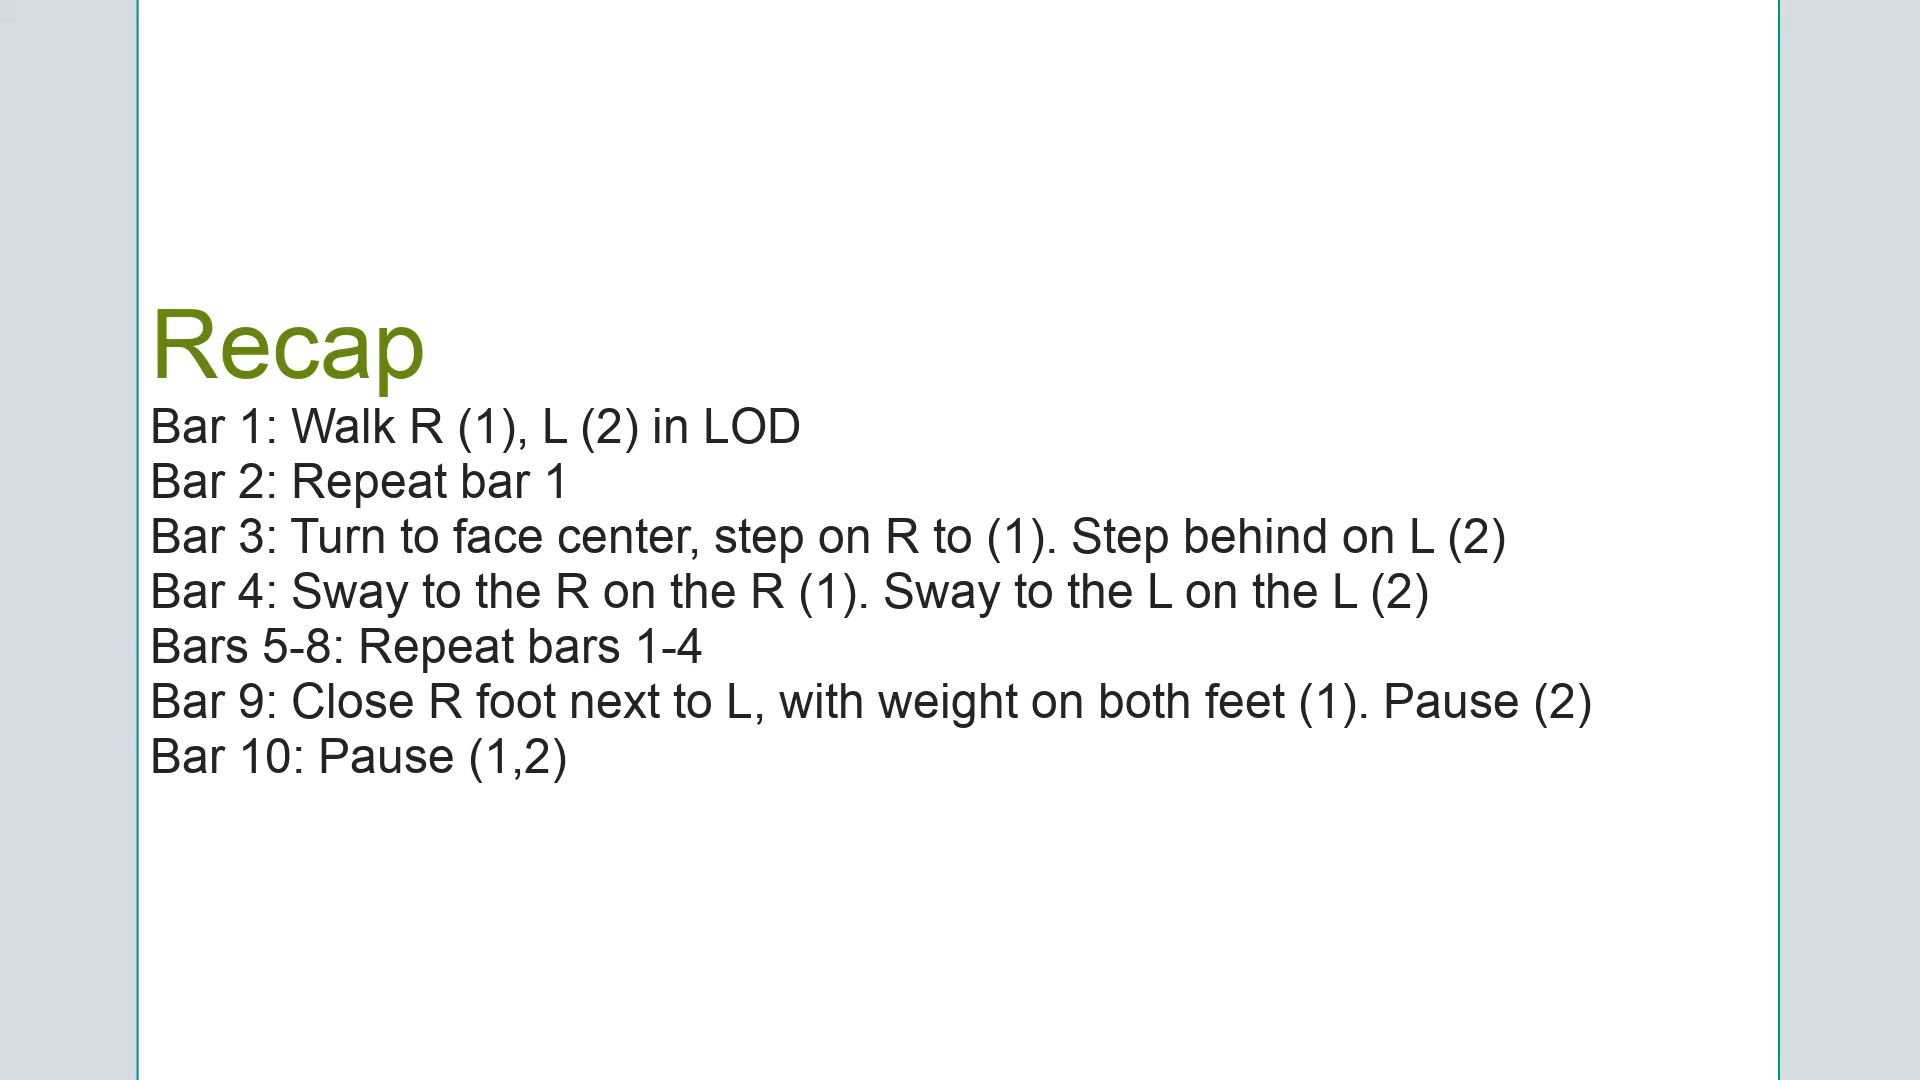 Recap
Bar 1: Walk R (1), L (2) in LOD
Bar 2: Repeat bar 1
Bar 3: Turn to face center, step on R to (1). Step behind on L (2)
Bar 4: Sway to the R on the R (1). Sway to the L on the L (2)
Bars 5-8: Repeat bars 1-4
Bar 9: Close R foot next to L, with weight on both feet (1). Pause (2)
Bar 10: Pause (1,2)